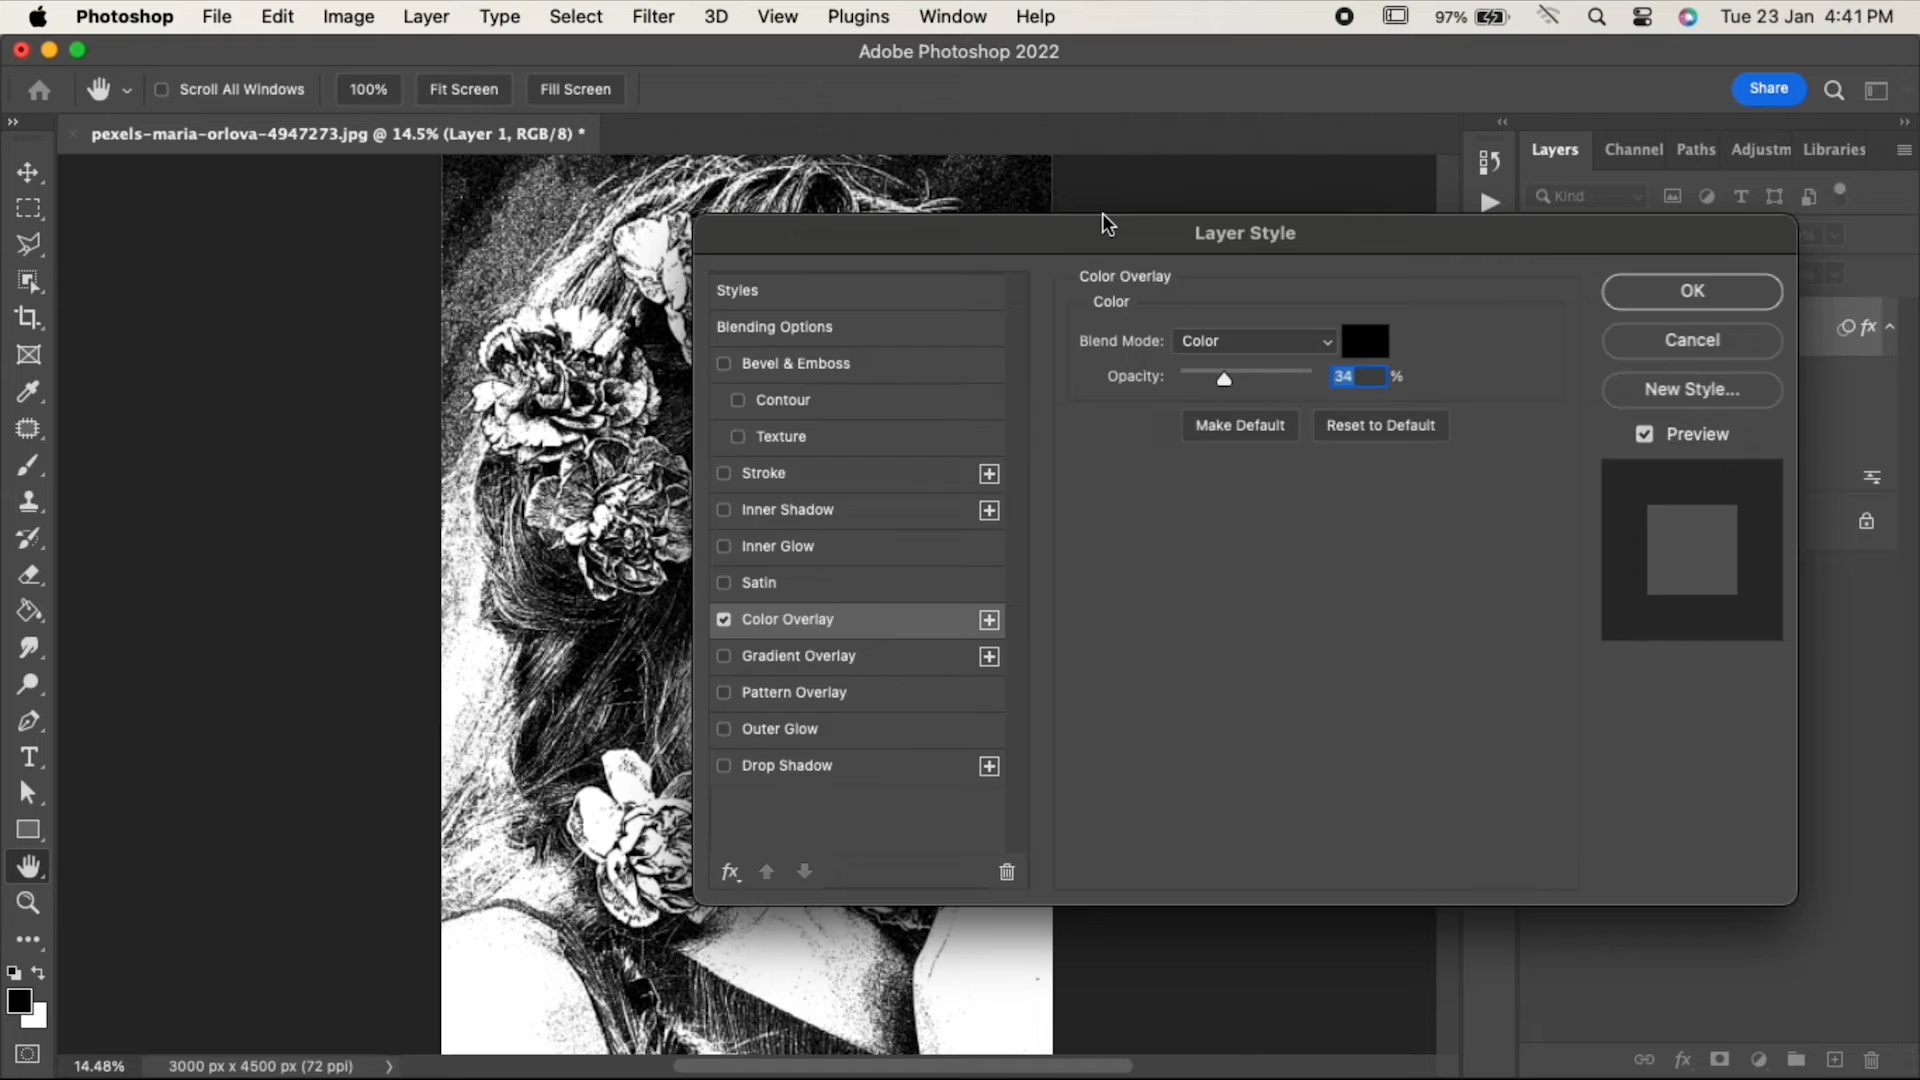 Photoshop File Edit Image Layer Type Select Filter 3D View Plugins Window Help 97% Tue 23 Jan 4:41 PM
Adobe Photoshop 2022
Scroll All Windows 100% Fit Screen Fill Screen Share
pexels-maria-orlova-4947273.jpg @ 14.5% (Layer 1, RGB/8) *
Layers Channel Paths Adjustm Libraries
Kind
Layer Style
Styles
Blending Options
Bevel & Emboss
Contour
Texture
Stroke
Inner Shadow
Inner Glow
Satin
Color Overlay
Gradient Overlay
Pattern Overlay
Outer Glow
Drop Shadow
fx
Color Overlay
Color
Blend Mode: Color
Opacity: 34 %
Make Default Reset to Default
OK
Cancel
New Style...
Preview
fx
14.48% 3000 px x 4500 px (72 ppi)
fx